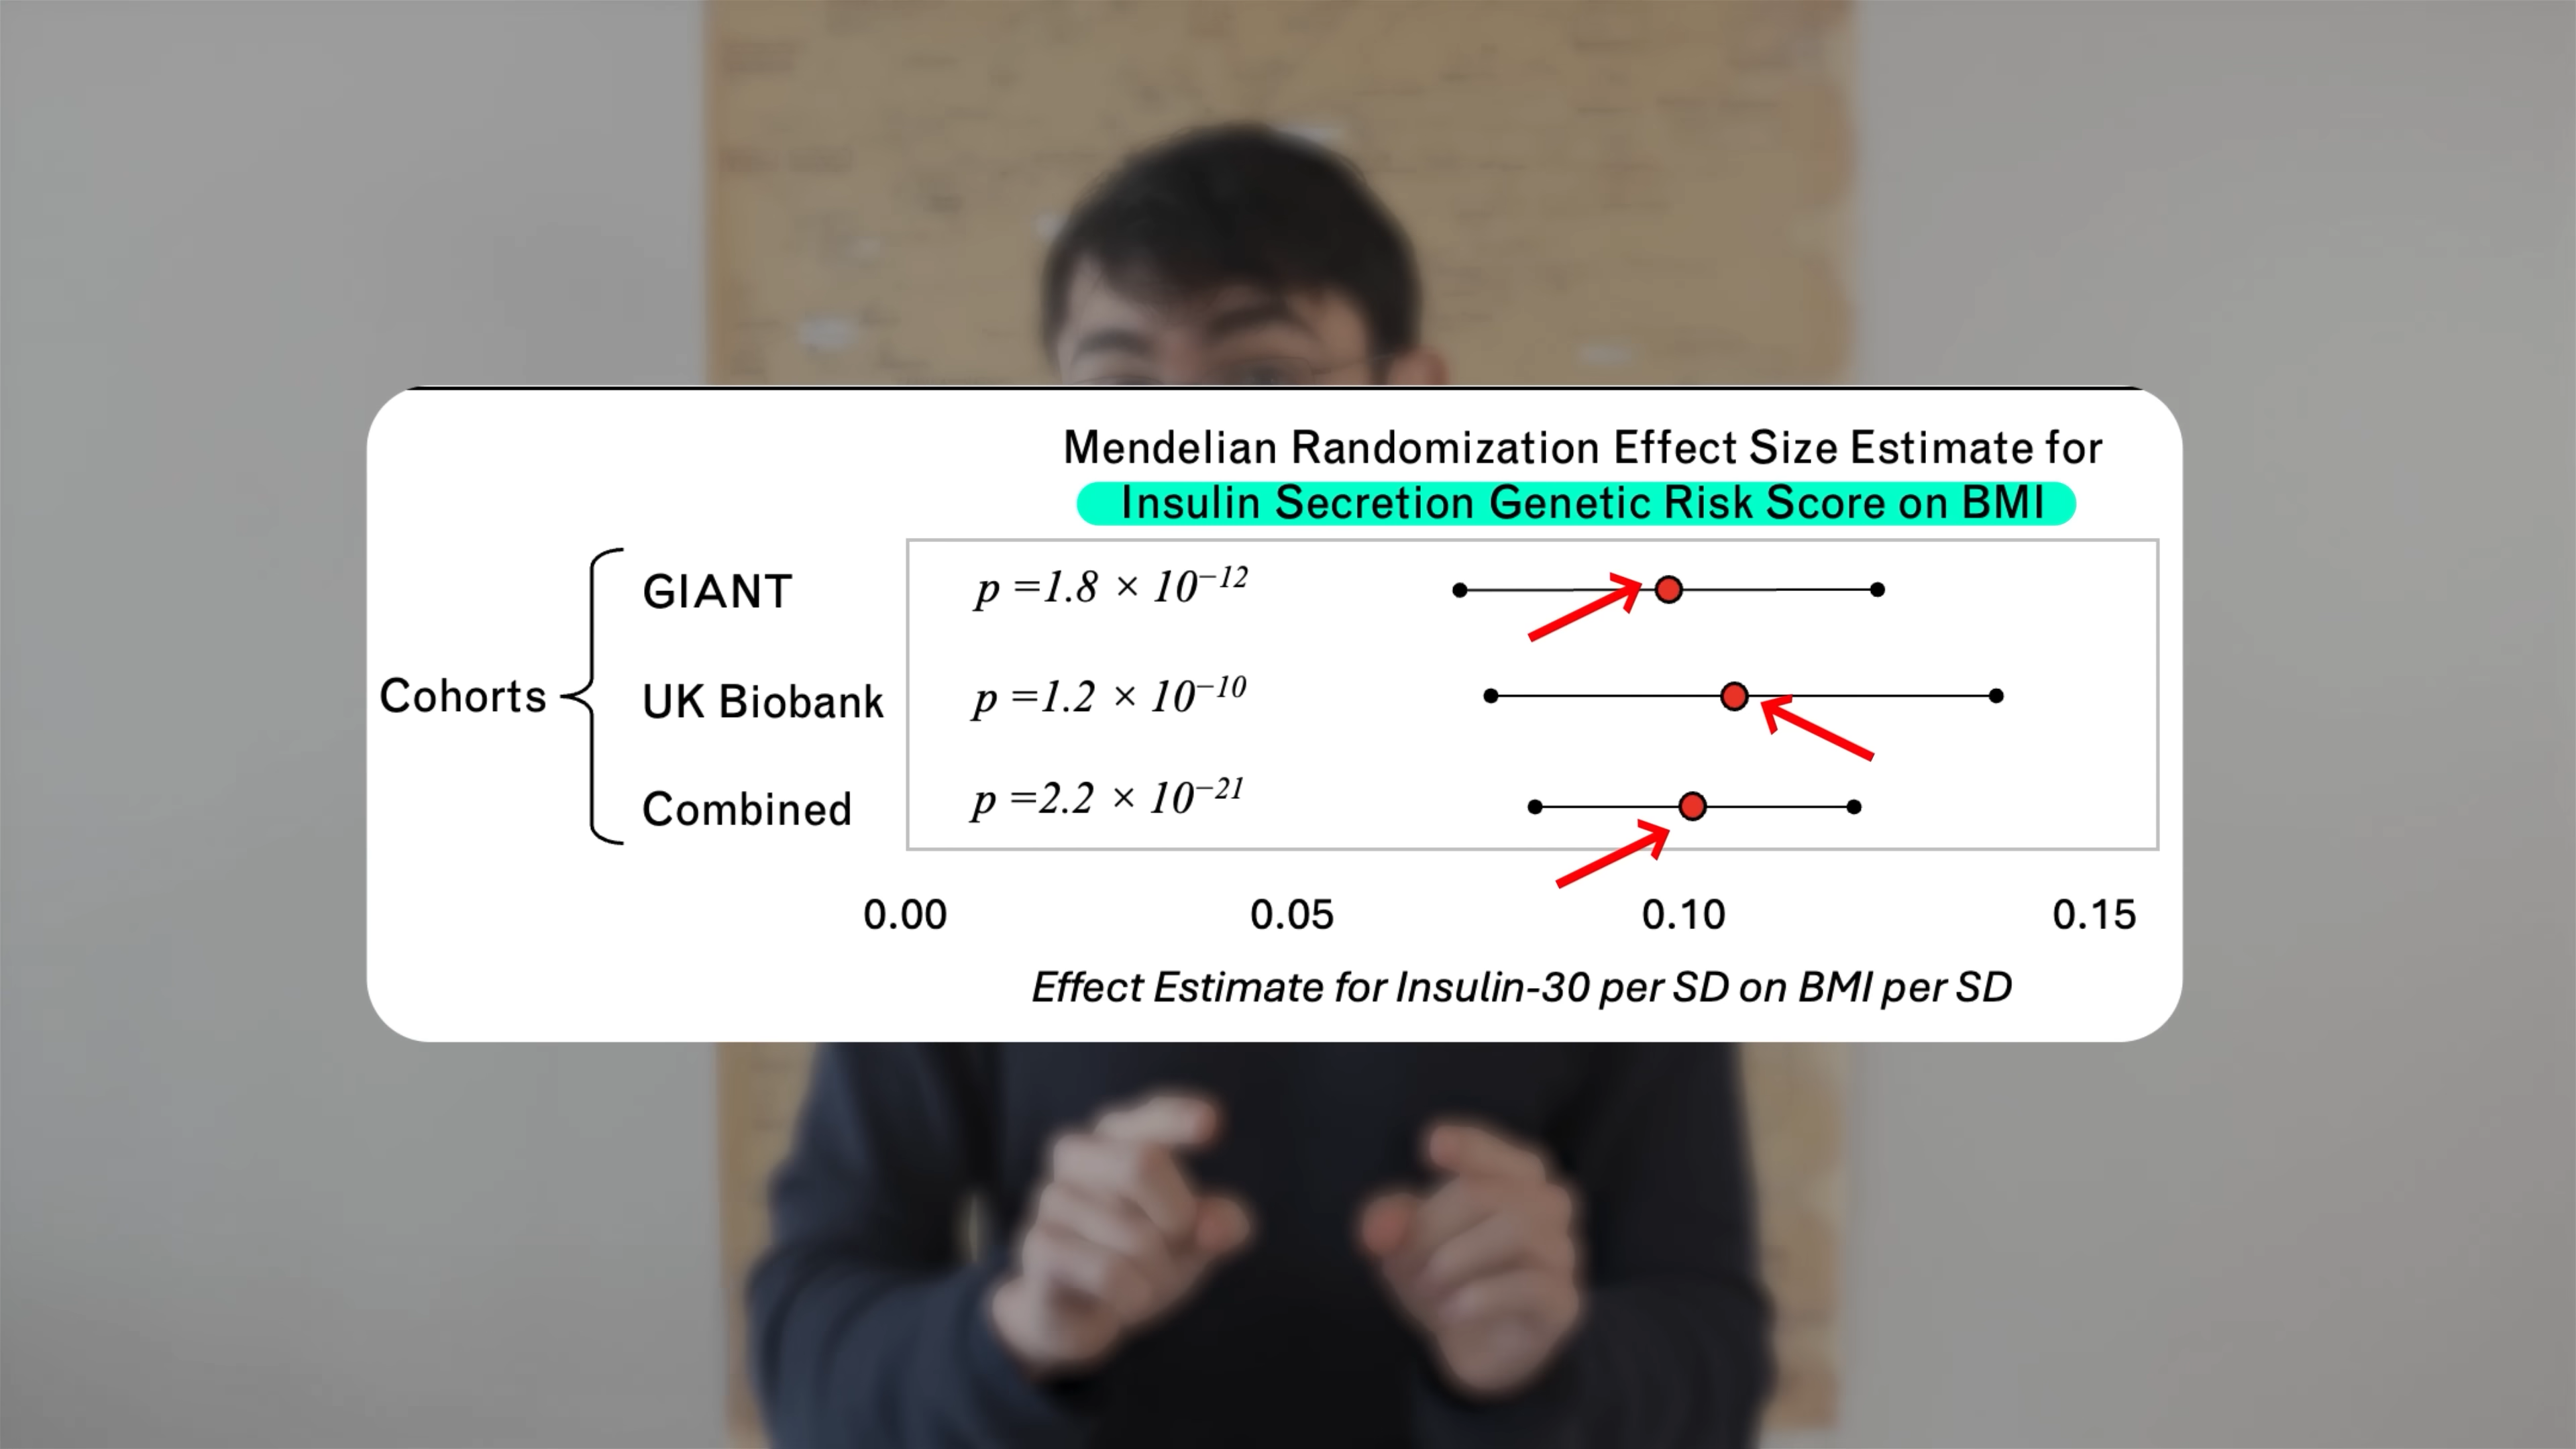 Mendelian Randomization Effect Size Estimate for
Insulin Secretion Genetic Risk Score on BMI
Cohorts
GIANT
p =1.8 × 10⁻¹²
UK Biobank
p =1.2 × 10⁻¹⁰
Combined
p =2.2 × 10⁻²¹
0.00 0.05 0.10 0.15
Effect Estimate for Insulin-30 per SD on BMI per SD